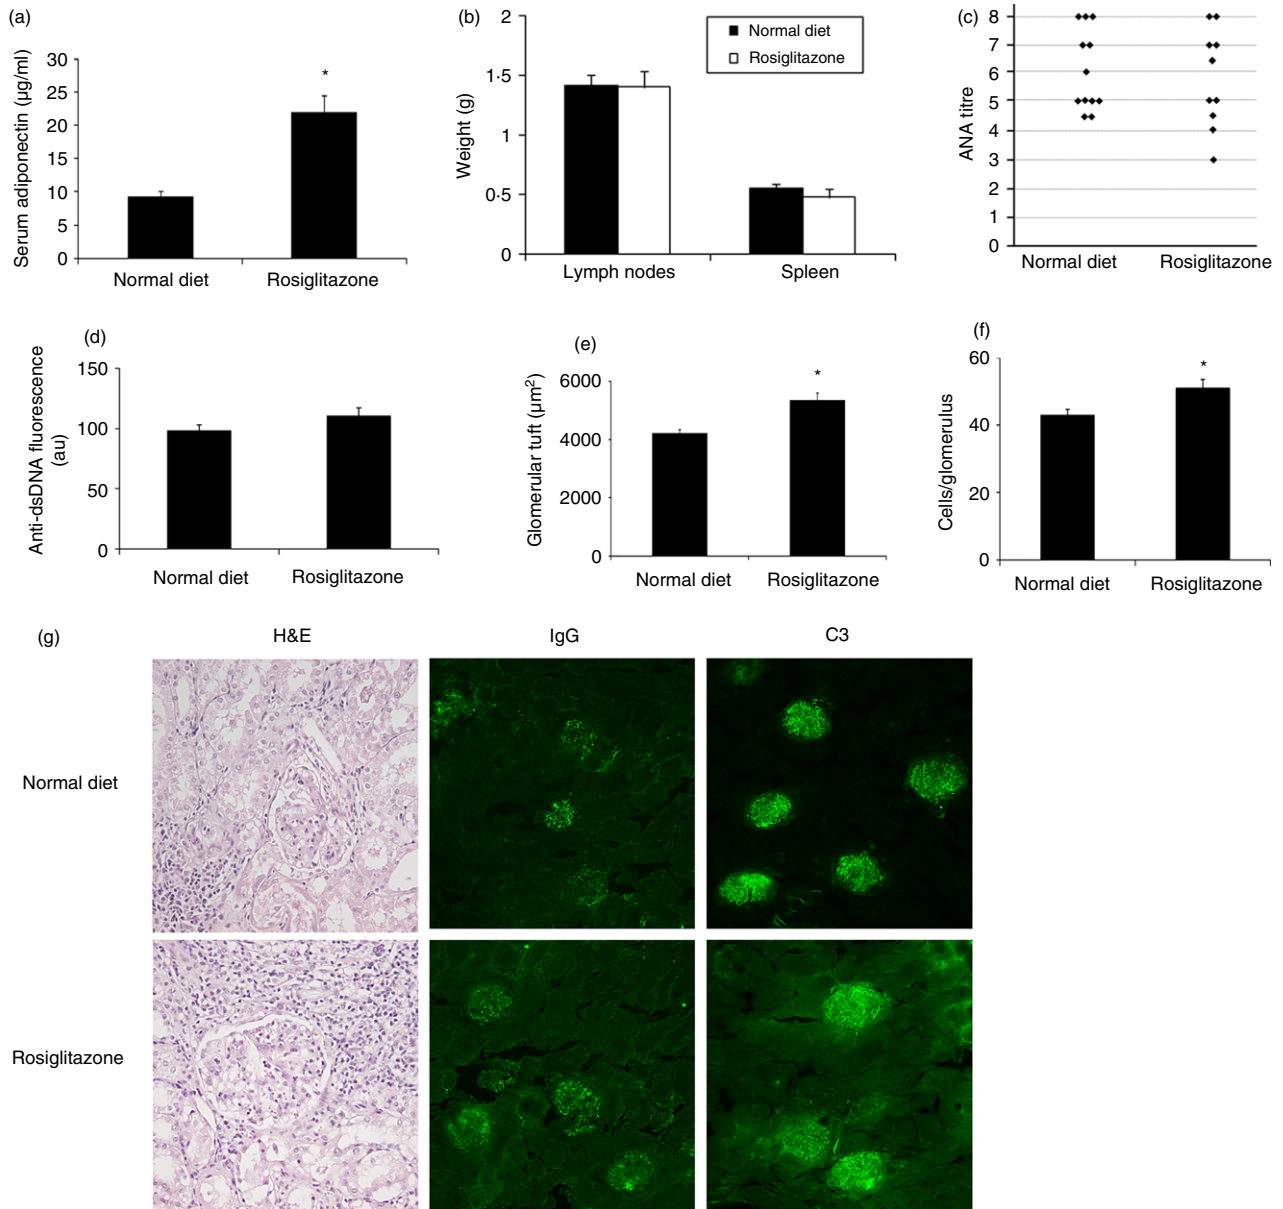 (a)
Serum adiponectin (µg/ml)
30
25
20
15
10
5
0
*
Normal diet
Rosiglitazone
(b)
Weight (g)
2
1·5
1
0·5
0
Normal diet
Rosiglitazone
Lymph nodes
Spleen
(c)
ANA titre
8
7
6
5
4
3
2
1
0
Normal diet
Rosiglitazone
(d)
Anti-dsDNA fluorescence
(au)
150
100
50
0
Normal diet
Rosiglitazone
(e)
Glomerular tuft (µm²)
6000
4000
2000
0
*
Normal diet
Rosiglitazone
(f)
Cells/glomerulus
60
40
20
0
*
Normal diet
Rosiglitazone
(g)
H&E
IgG
C3
Normal diet
Rosiglitazone